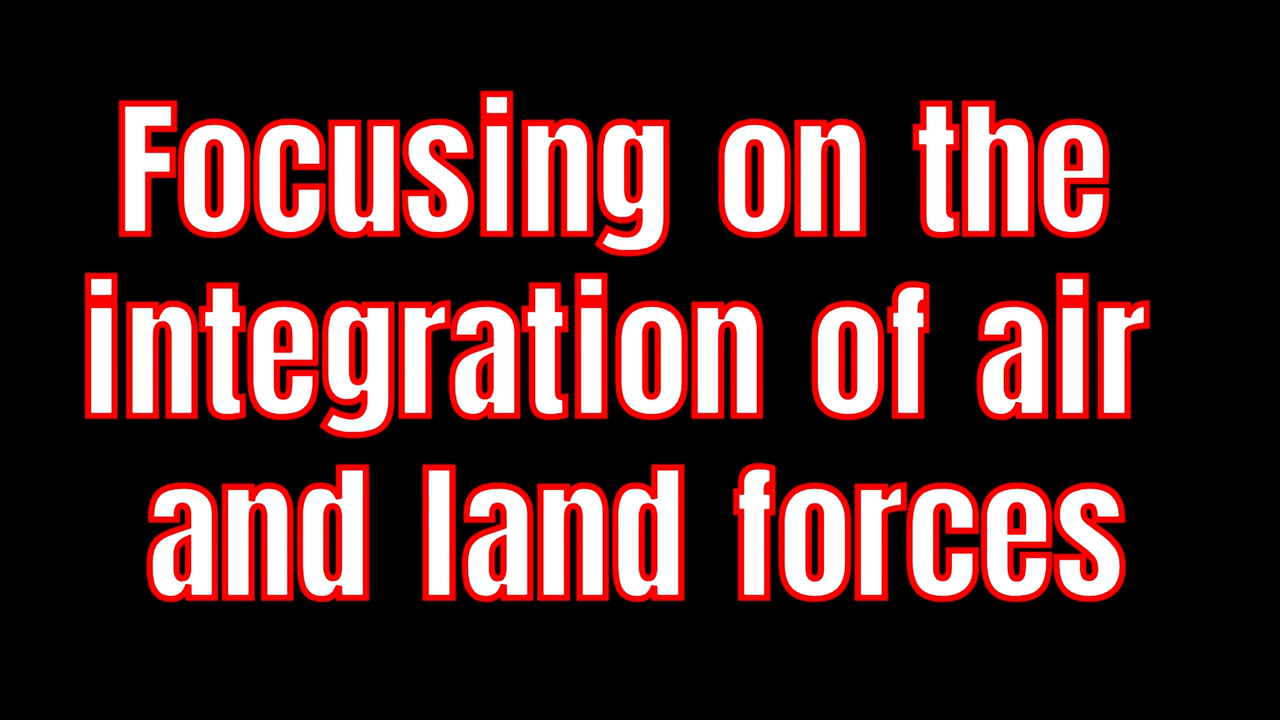 Focusing on the
integration of air
and land forces